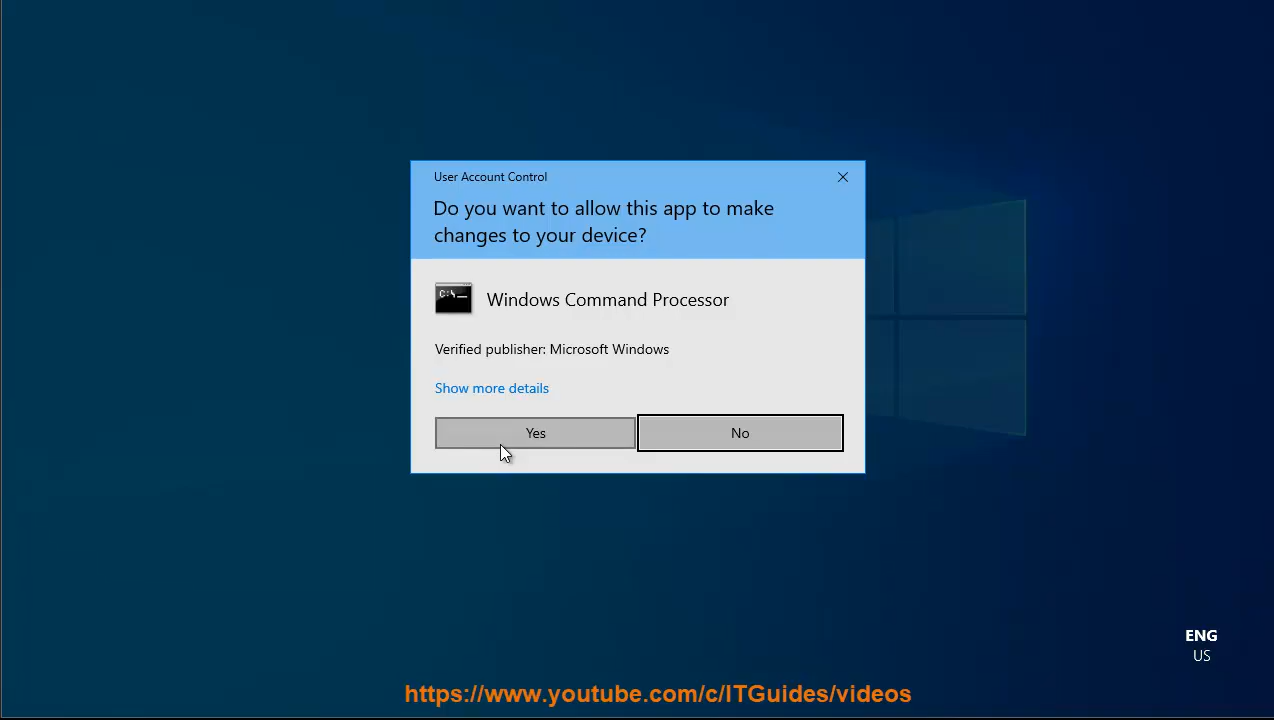 User Account Control
Do you want to allow this app to make
changes to your device?
C:\_
Windows Command Processor
Verified publisher: Microsoft Windows
Show more details
Yes
No
ENG
US
https://www.youtube.com/c/ITGuides/videos